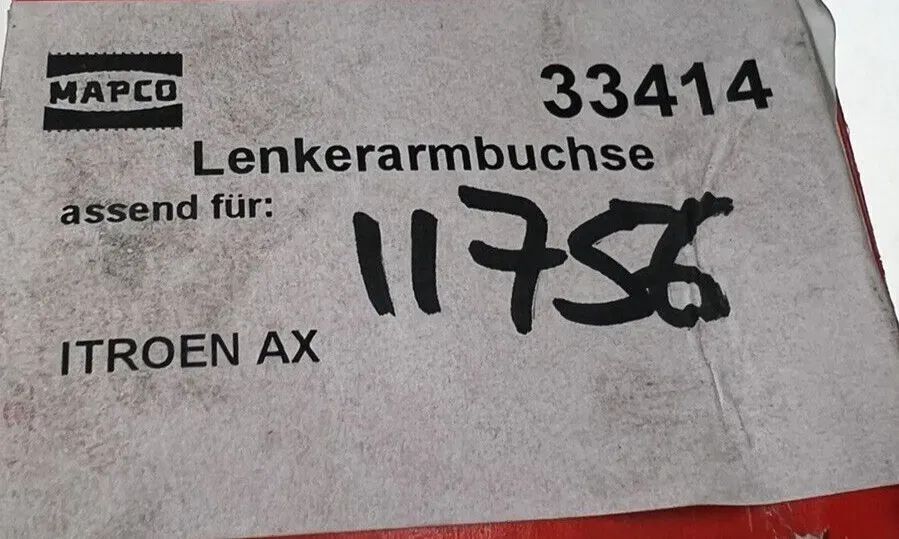 MAPCO
33414
Lenkerarmbuchse
assend für:
11756
ITROEN AX